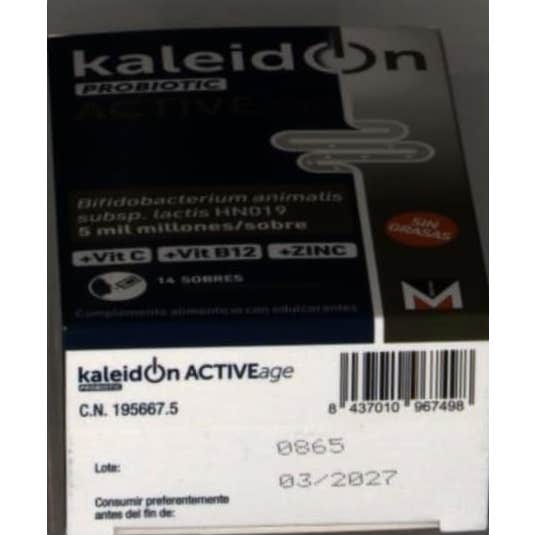 kaleidOn
PROBIOTIC
ACTIVEage
Bifidobacterium animalis
subsp. lactis HN019
5 mil millones/sobre
+Vit C +Vit B12 +ZINC
SIN
GRASAS
14 SOBRES
Complemento alimenticio con edulcorantes
kaleidOn ACTIVEage
PROBIOTIC
C.N. 195667.5
8 437010 967498
0865
Lote:
03/2027
Consumir preferentemente
antes del fin de: